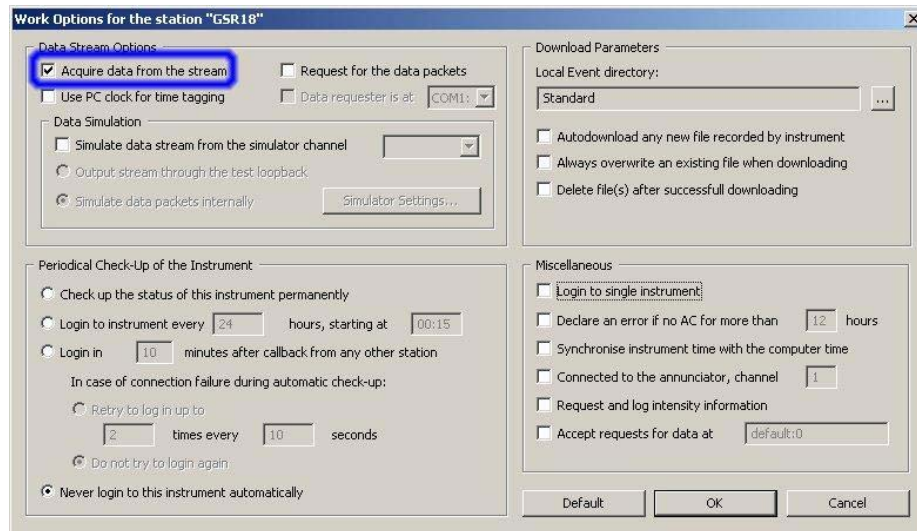 Work Options for the station "GSR18"
Data Stream Options
Acquire data from the stream
Request for the data packets
Use PC clock for time tagging
Data requester is at COM1:
Data Simulation
Simulate data stream from the simulator channel
Output stream through the test loopback
Simulate data packets internally
Simulator Settings...
Download Parameters
Local Event directory:
Standard
...
Autodownload any new file recorded by instrument
Always overwrite an existing file when downloading
Delete file(s) after successfull downloading
Periodical Check-Up of the Instrument
Check up the status of this instrument permanently
Login to instrument every 24 hours, starting at 00:15
Login in 10 minutes after callback from any other station
In case of connection failure during automatic check-up:
Retry to log in up to
2 times every 10 seconds
Do not try to login again
Never login to this instrument automatically
Miscellaneous
Login to single instrument
Declare an error if no AC for more than 12 hours
Synchronise instrument time with the computer time
Connected to the annunciator, channel 1
Request and log intensity information
Accept requests for data at default:0
Default
OK
Cancel